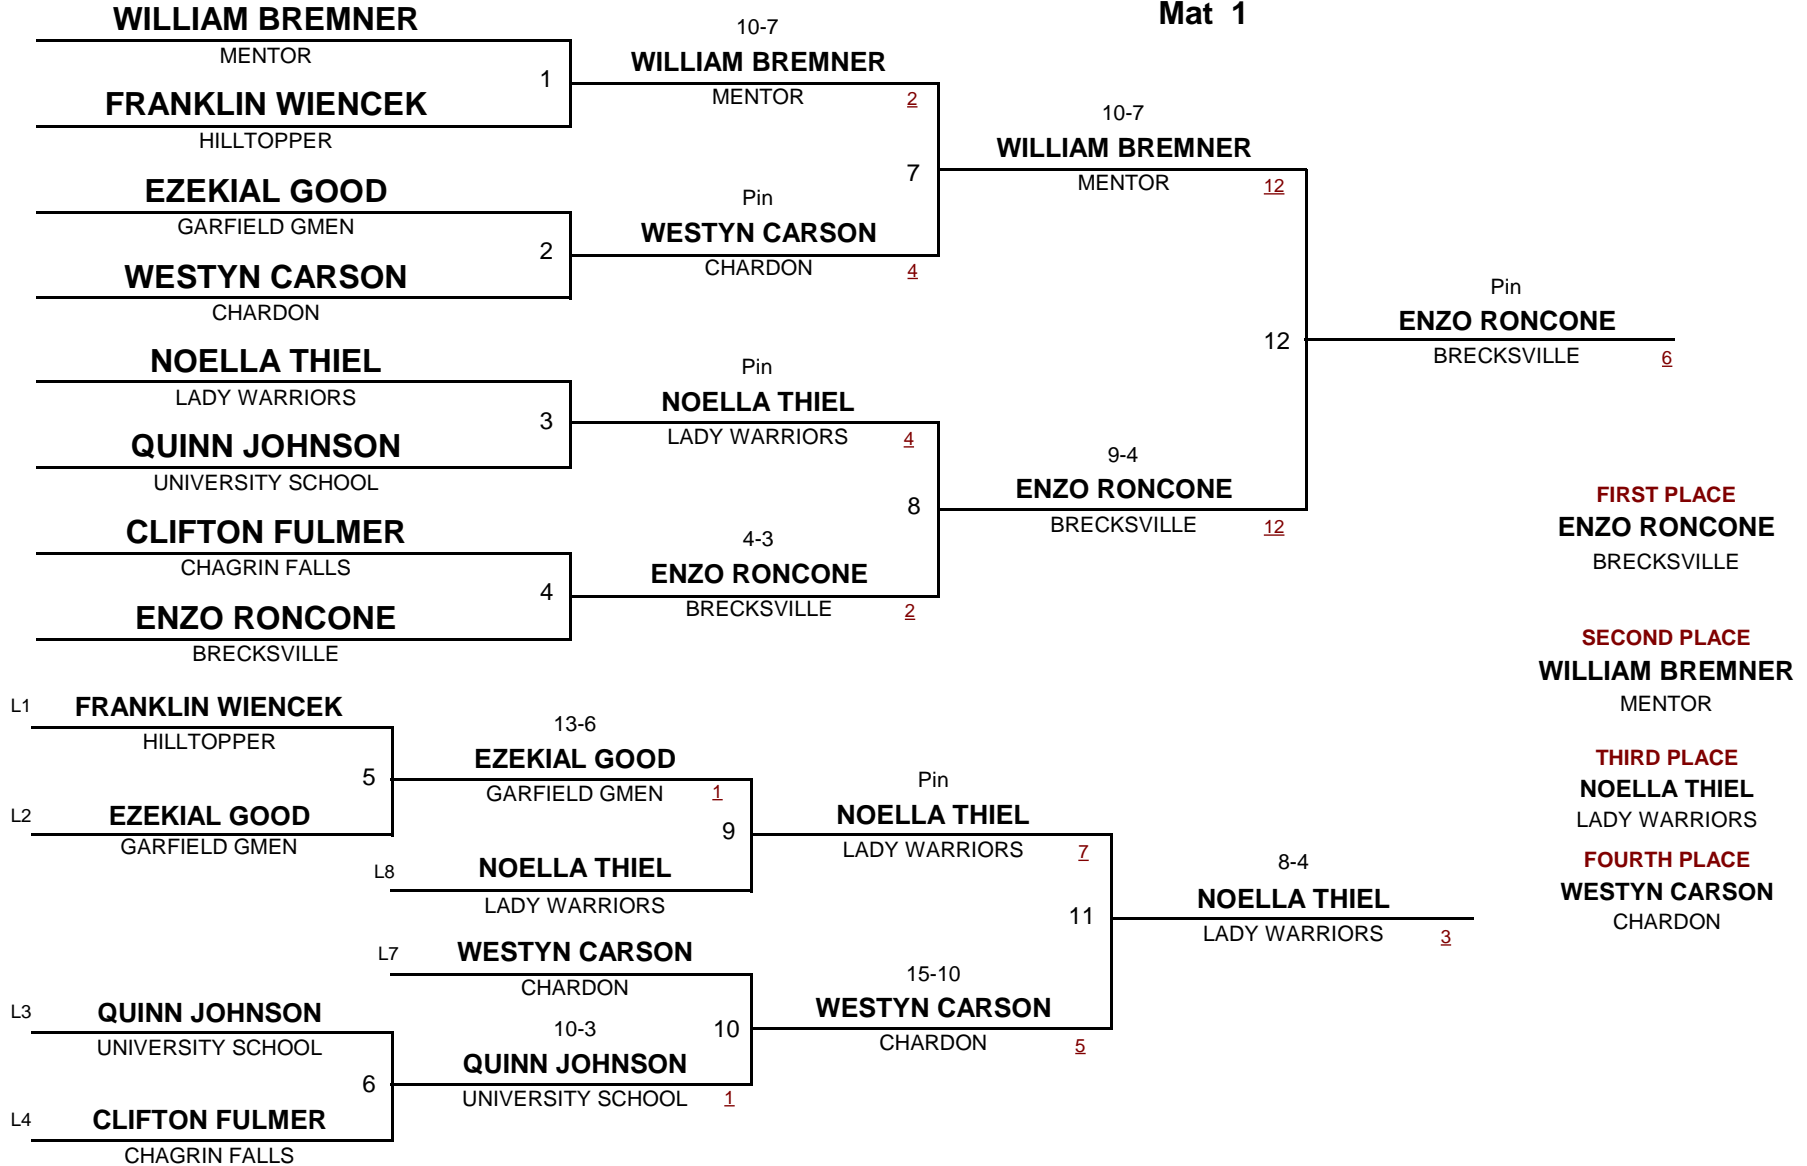 Mat 1
WILLIAM BREMNER
MENTOR
1
FRANKLIN WIENCEK
HILLTOPPER
EZEKIAL GOOD
GARFIELD GMEN
2
WESTYN CARSON
CHARDON
NOELLA THIEL
LADY WARRIORS
3
QUINN JOHNSON
UNIVERSITY SCHOOL
CLIFTON FULMER
CHAGRIN FALLS
4
ENZO RONCONE
BRECKSVILLE
10-7
WILLIAM BREMNER
MENTOR 2
7
Pin
WESTYN CARSON
CHARDON 4
Pin
NOELLA THIEL
LADY WARRIORS 4
8
4-3
ENZO RONCONE
BRECKSVILLE 2
10-7
WILLIAM BREMNER
MENTOR 12
12
9-4
ENZO RONCONE
BRECKSVILLE 12
Pin
ENZO RONCONE
BRECKSVILLE 6
L1 FRANKLIN WIENCEK
HILLTOPPER
5
L2 EZEKIAL GOOD
GARFIELD GMEN
L3 QUINN JOHNSON
UNIVERSITY SCHOOL
6
L4 CLIFTON FULMER
CHAGRIN FALLS
13-6
EZEKIAL GOOD
GARFIELD GMEN 1
9
L8 NOELLA THIEL
LADY WARRIORS
L7 WESTYN CARSON
CHARDON
10-3 10
QUINN JOHNSON
UNIVERSITY SCHOOL 1
Pin
NOELLA THIEL
LADY WARRIORS 7
11
15-10
WESTYN CARSON
CHARDON 5
8-4
NOELLA THIEL
LADY WARRIORS 3
FIRST PLACE
ENZO RONCONE
BRECKSVILLE
SECOND PLACE
WILLIAM BREMNER
MENTOR
THIRD PLACE
NOELLA THIEL
LADY WARRIORS
FOURTH PLACE
WESTYN CARSON
CHARDON